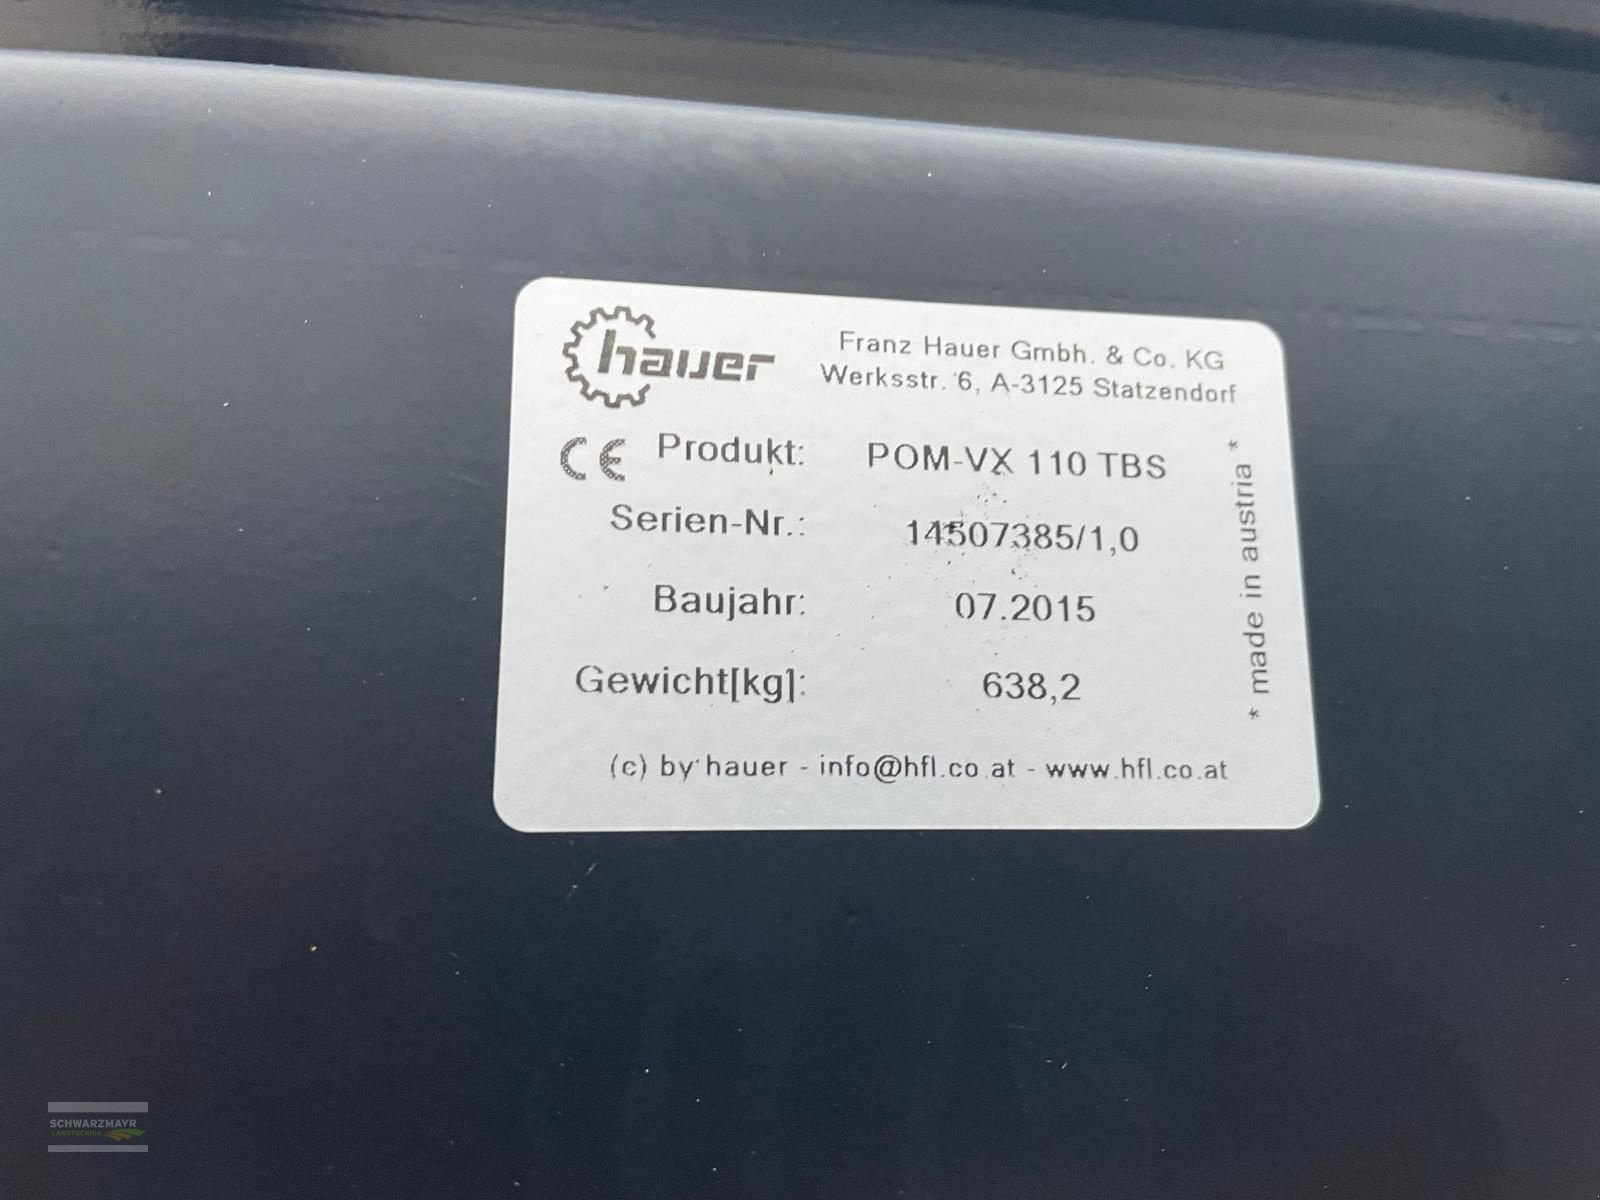 hauer
Franz Hauer Gmbh. & Co. KG
Werksstr. 6, A-3125 Statzendorf
CE Produkt: POM-VX 110 TBS
Serien-Nr.: 14507385/1,0
Baujahr: 07.2015
Gewicht[kg]: 638,2
* made in austria *
(c) by hauer - info@hfl.co.at - www.hfl.co.at
SCHWARZMAYR
LANDTECHNIK